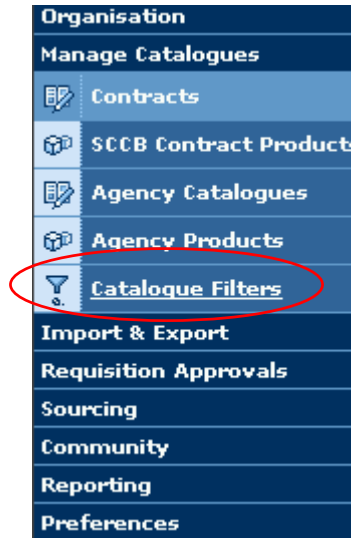 Organisation
Manage Catalogues
Contracts
SCCB Contract Products
Agency Catalogues
Agency Products
Catalogue Filters
Import & Export
Requisition Approvals
Sourcing
Community
Reporting
Preferences